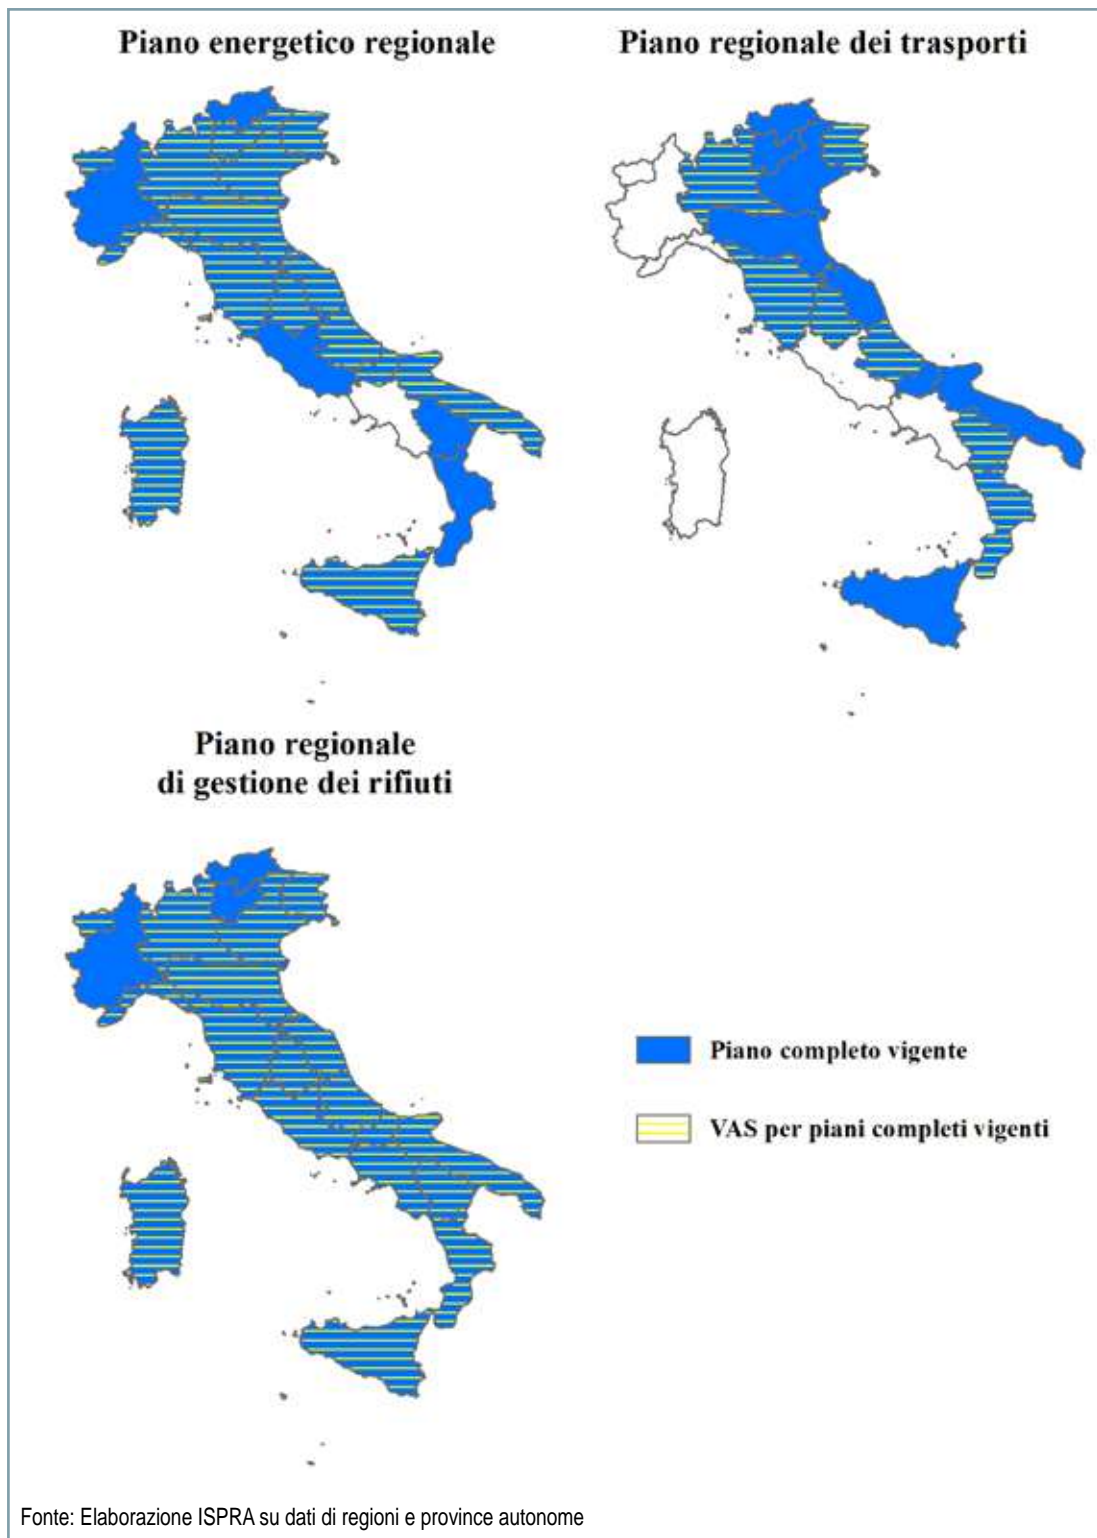 Piano energetico regionale
Piano regionale dei trasporti
Piano regionale
di gestione dei rifiuti
Piano completo vigente
VAS per piani completi vigenti
Fonte: Elaborazione ISPRA su dati di regioni e province autonome